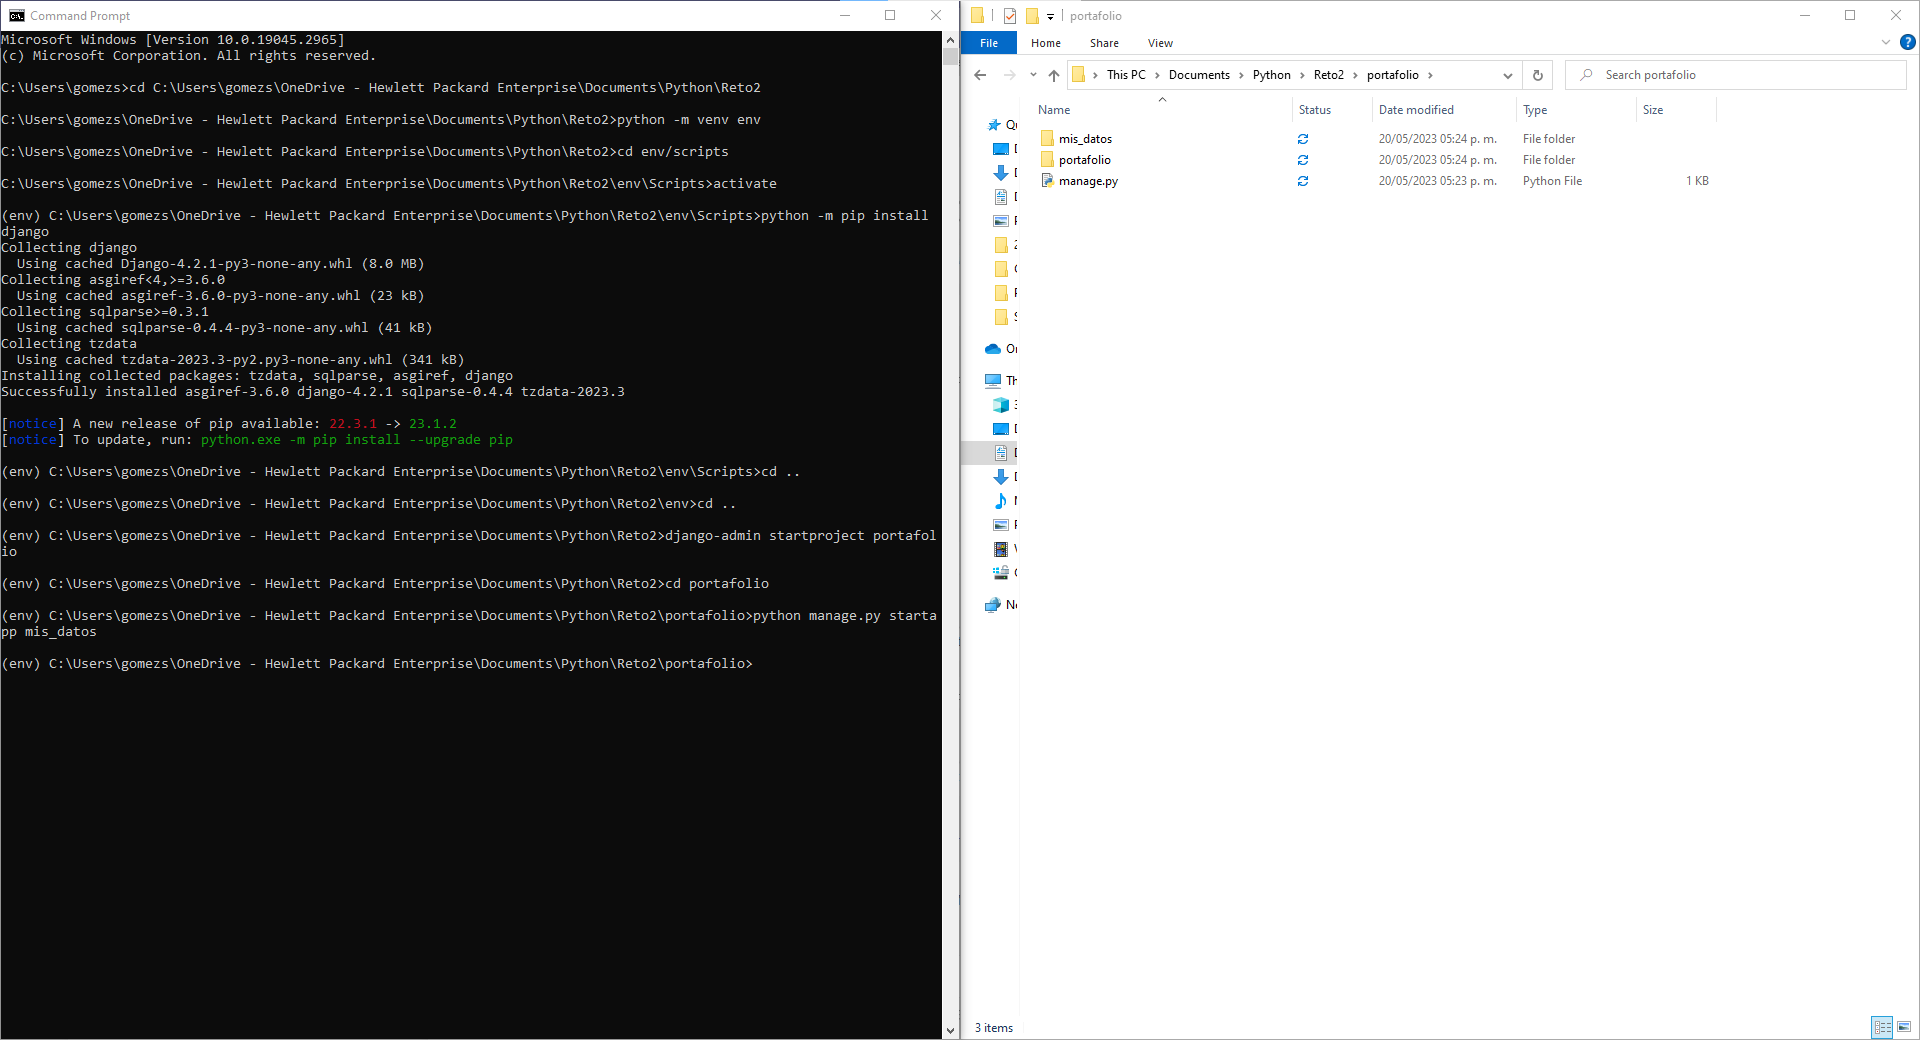 Command Prompt
Microsoft Windows [Version 10.0.19045.2965]
(c) Microsoft Corporation. All rights reserved.
C:\Users\gomezs>cd C:\Users\gomezs\OneDrive - Hewlett Packard Enterprise\Documents\Python\Reto2
C:\Users\gomezs\OneDrive - Hewlett Packard Enterprise\Documents\Python\Reto2>python -m venv env
C:\Users\gomezs\OneDrive - Hewlett Packard Enterprise\Documents\Python\Reto2>cd env/scripts
C:\Users\gomezs\OneDrive - Hewlett Packard Enterprise\Documents\Python\Reto2\env\Scripts>activate
(env) C:\Users\gomezs\OneDrive - Hewlett Packard Enterprise\Documents\Python\Reto2\env\Scripts>python -m pip install
django
Collecting django
  Using cached Django-4.2.1-py3-none-any.whl (8.0 MB)
Collecting asgiref<4,>=3.6.0
  Using cached asgiref-3.6.0-py3-none-any.whl (23 kB)
Collecting sqlparse>=0.3.1
  Using cached sqlparse-0.4.4-py3-none-any.whl (41 kB)
Collecting tzdata
  Using cached tzdata-2023.3-py2.py3-none-any.whl (341 kB)
Installing collected packages: tzdata, sqlparse, asgiref, django
Successfully installed asgiref-3.6.0 django-4.2.1 sqlparse-0.4.4 tzdata-2023.3
[notice] A new release of pip available: 22.3.1 -> 23.1.2
[notice] To update, run: python.exe -m pip install --upgrade pip
(env) C:\Users\gomezs\OneDrive - Hewlett Packard Enterprise\Documents\Python\Reto2\env\Scripts>cd ..
(env) C:\Users\gomezs\OneDrive - Hewlett Packard Enterprise\Documents\Python\Reto2\env>cd ..
(env) C:\Users\gomezs\OneDrive - Hewlett Packard Enterprise\Documents\Python\Reto2>django-admin startproject portafol
io
(env) C:\Users\gomezs\OneDrive - Hewlett Packard Enterprise\Documents\Python\Reto2>cd portafolio
(env) C:\Users\gomezs\OneDrive - Hewlett Packard Enterprise\Documents\Python\Reto2\portafolio>python manage.py starta
pp mis_datos
(env) C:\Users\gomezs\OneDrive - Hewlett Packard Enterprise\Documents\Python\Reto2\portafolio>
portafolio
File Home Share View
This PC > Documents > Python > Reto2 > portafolio >
Search portafolio
Name Status Date modified Type Size
mis_datos 20/05/2023 05:24 p. m. File folder
portafolio 20/05/2023 05:24 p. m. File folder
manage.py 20/05/2023 05:23 p. m. Python File 1 KB
3 items